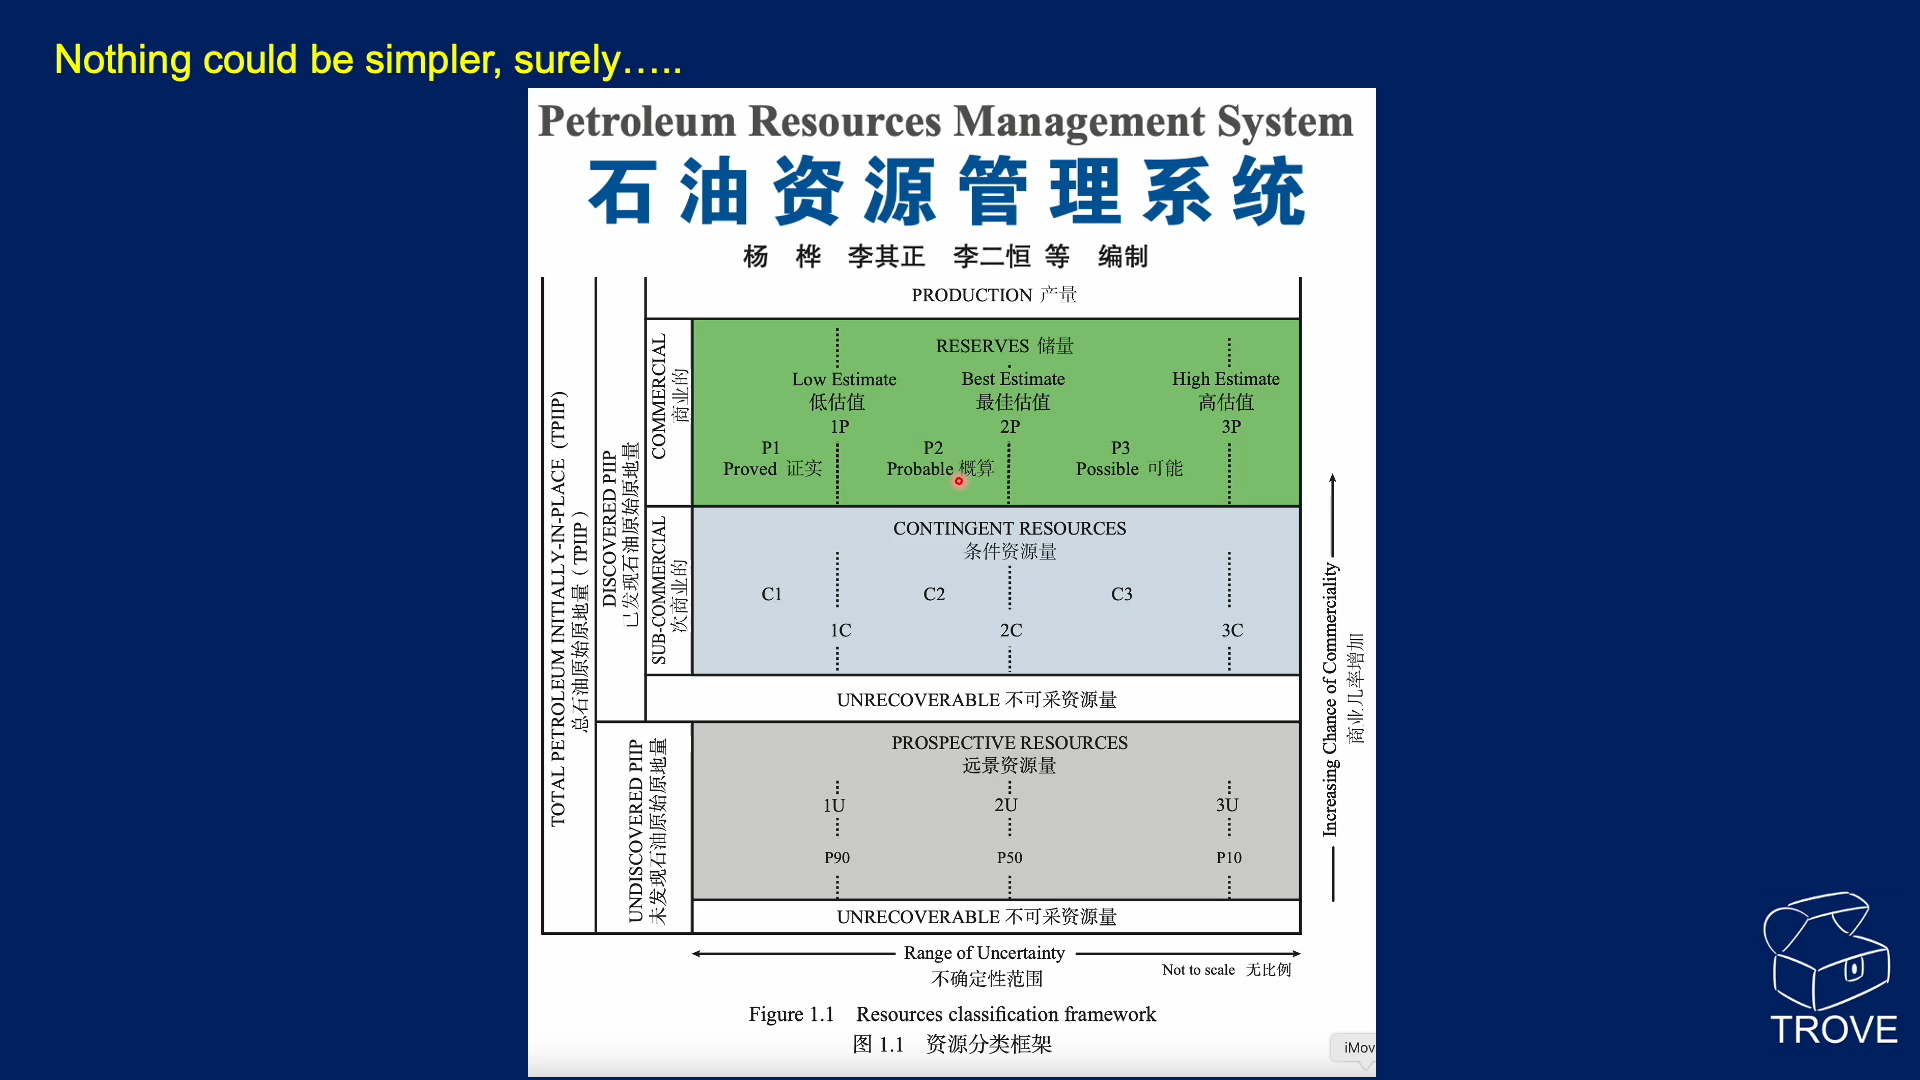 Nothing could be simpler, surely…..
Petroleum Resources Management System
石油资源管理系统
杨 桦 李其正 李二恒 等 编制
PRODUCTION 产量
TOTAL PETROLEUM INITIALLY-IN-PLACE (TPIIP)
总石油原始原地量（TPIIP）
DISCOVERED PIIP
已发现石油原始原地量
COMMERCIAL
商业的
RESERVES 储量
Low Estimate
低估值
1P
Best Estimate
最佳估值
2P
High Estimate
高估值
3P
P1
Proved 证实
P2
Probable 概算
P3
Possible 可能
SUB-COMMERCIAL
次商业的
CONTINGENT RESOURCES
条件资源量
C1
C2
C3
1C
2C
3C
UNRECOVERABLE 不可采资源量
UNDISCOVERED PIIP
未发现石油原始原地量
PROSPECTIVE RESOURCES
远景资源量
1U
2U
3U
P90
P50
P10
UNRECOVERABLE 不可采资源量
Increasing Chance of Commerciality
商业几率增加
Range of Uncertainty
不确定性范围
Not to scale 无比例
Figure 1.1 Resources classification framework
图 1.1 资源分类框架
iMov
TROVE